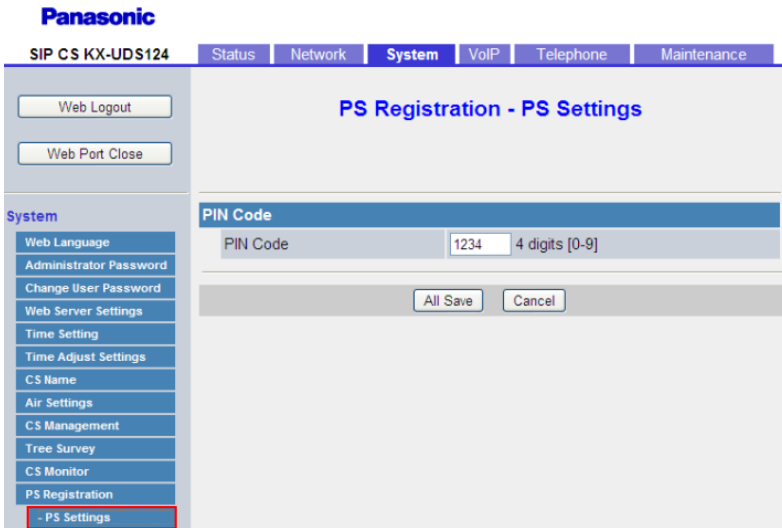 Panasonic
SIP CS KX-UDS124
Status Network System VoIP Telephone Maintenance
Web Logout
Web Port Close
PS Registration - PS Settings
System
Web Language
Administrator Password
Change User Password
Web Server Settings
Time Setting
Time Adjust Settings
CS Name
Air Settings
CS Management
Tree Survey
CS Monitor
PS Registration
- PS Settings
PIN Code
PIN Code 1234 4 digits [0-9]
All Save Cancel